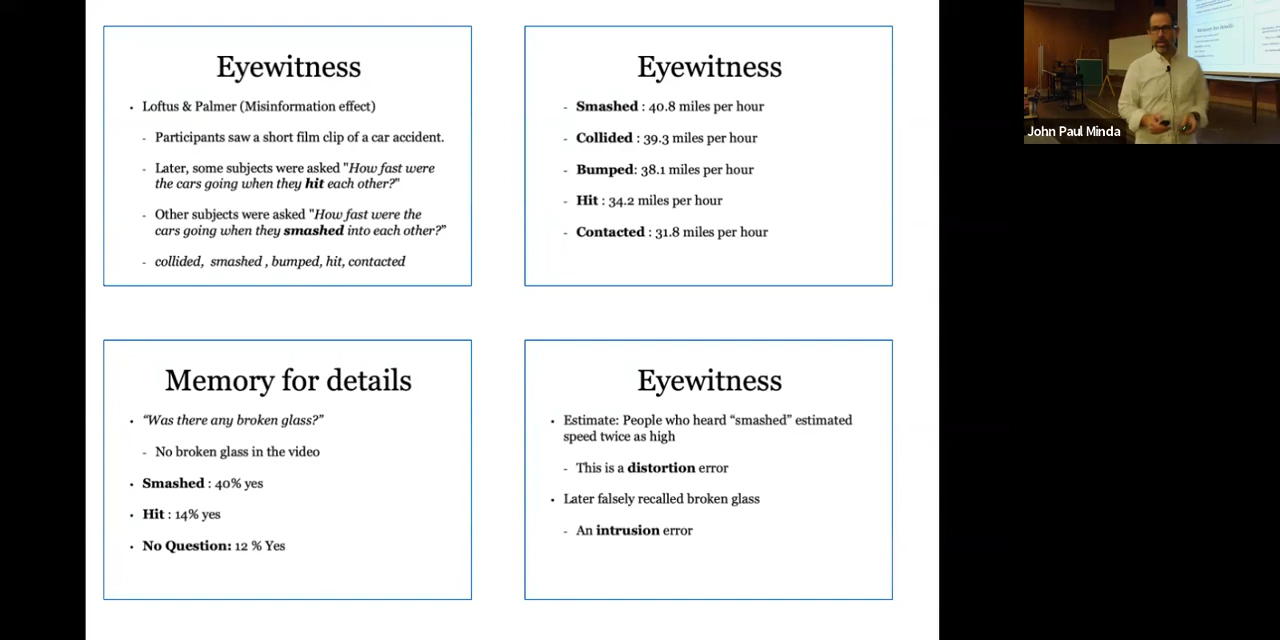 Eyewitness
• Loftus & Palmer (Misinformation effect)
- Participants saw a short film clip of a car accident.
- Later, some subjects were asked "How fast were
the cars going when they hit each other?"
- Other subjects were asked "How fast were the
cars going when they smashed into each other?"
- collided, smashed , bumped, hit, contacted
Eyewitness
- Smashed : 40.8 miles per hour
- Collided : 39.3 miles per hour
- Bumped: 38.1 miles per hour
- Hit : 34.2 miles per hour
- Contacted : 31.8 miles per hour
Memory for details
• “Was there any broken glass?”
- No broken glass in the video
• Smashed : 40% yes
• Hit : 14% yes
• No Question: 12 % Yes
Eyewitness
• Estimate: People who heard “smashed” estimated
speed twice as high
- This is a distortion error
• Later falsely recalled broken glass
- An intrusion error
John Paul Minda